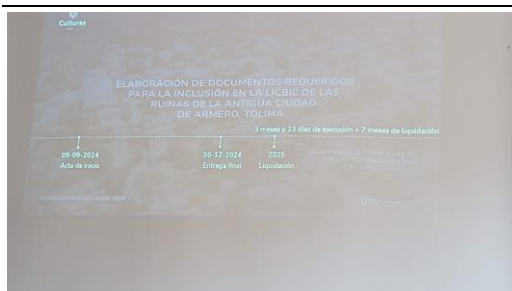 Culturas
ELABORACIÓN DE DOCUMENTOS REQUERIDOS
PARA LA INCLUSIÓN EN LA LICBIC DE LAS
RUINAS DE LA ANTIGUA CIUDAD
DE ARMERO, TOLIMA.
3 meses y 23 días de ejecución + 7 meses de liquidación
09-09-2024
Acta de inicio
30-12-2024
Entrega final
2025
Liquidación